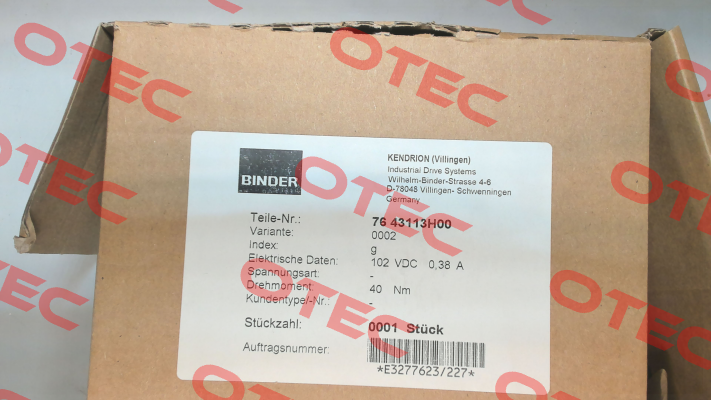 BINDER
KENDRION (Villingen)
Industrial Drive Systems
Wilhelm-Binder-Strasse 4-6
D-78048 Villingen- Schwenningen
Germany
Teile-Nr.: 76 43113H00
Variante: 0002
Index: g
Elektrische Daten: 102 VDC 0,38 A
Spannungsart: -
Drehmoment: 40 Nm
Kundentype/-Nr.: -
Stückzahl: 0001 Stück
Auftragsnummer:
*E3277623/227*
OTEC
OTEC
OTEC
OTEC
OTEC
OTEC
OTEC
OTEC
OTEC